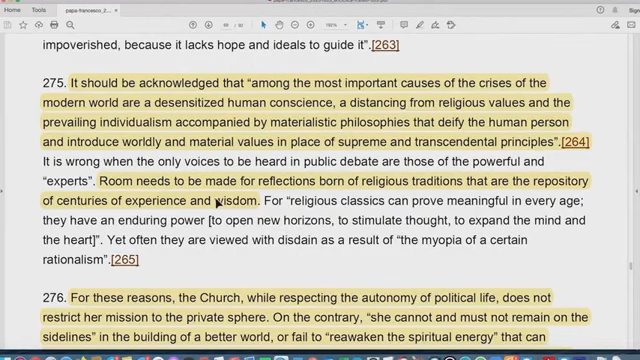 Home
Tools
papa-francesco_2...
150%
impoverished, because it lacks hope and ideals to guide it”.[263]
275. It should be acknowledged that “among the most important causes of the crises of the
modern world are a desensitized human conscience, a distancing from religious values and the
prevailing individualism accompanied by materialistic philosophies that deify the human person
and introduce worldly and material values in place of supreme and transcendental principles”.[264]
It is wrong when the only voices to be heard in public debate are those of the powerful and
“experts”. Room needs to be made for reflections born of religious traditions that are the repository
of centuries of experience and wisdom. For “religious classics can prove meaningful in every age;
they have an enduring power [to open new horizons, to stimulate thought, to expand the mind and
the heart]”. Yet often they are viewed with disdain as a result of “the myopia of a certain
rationalism”.[265]
276. For these reasons, the Church, while respecting the autonomy of political life, does not
restrict her mission to the private sphere. On the contrary, “she cannot and must not remain on the
sidelines” in the building of a better world, or fail to “reawaken the spiritual energy” that can